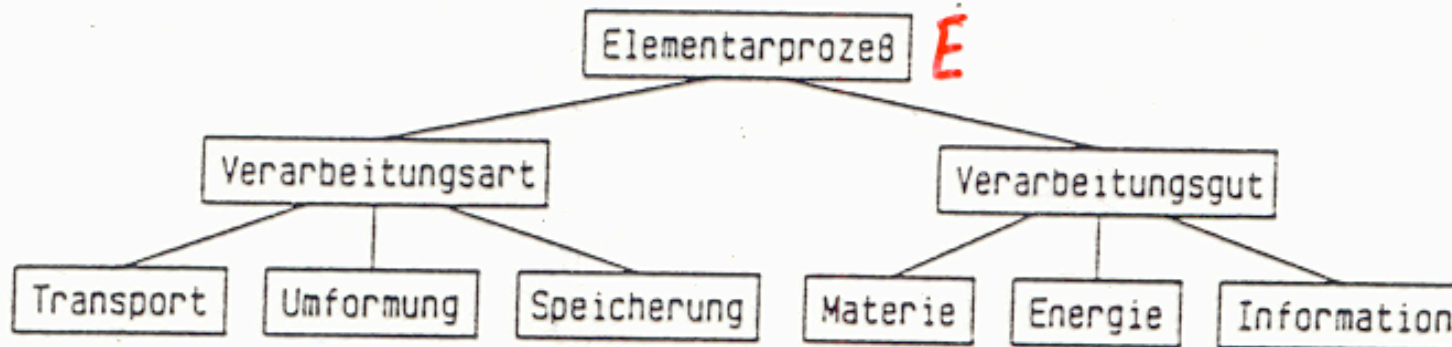 Elementarprozeß E
Verarbeitungsart Verarbeitungsgut
Transport Umformung Speicherung Materie Energie Information